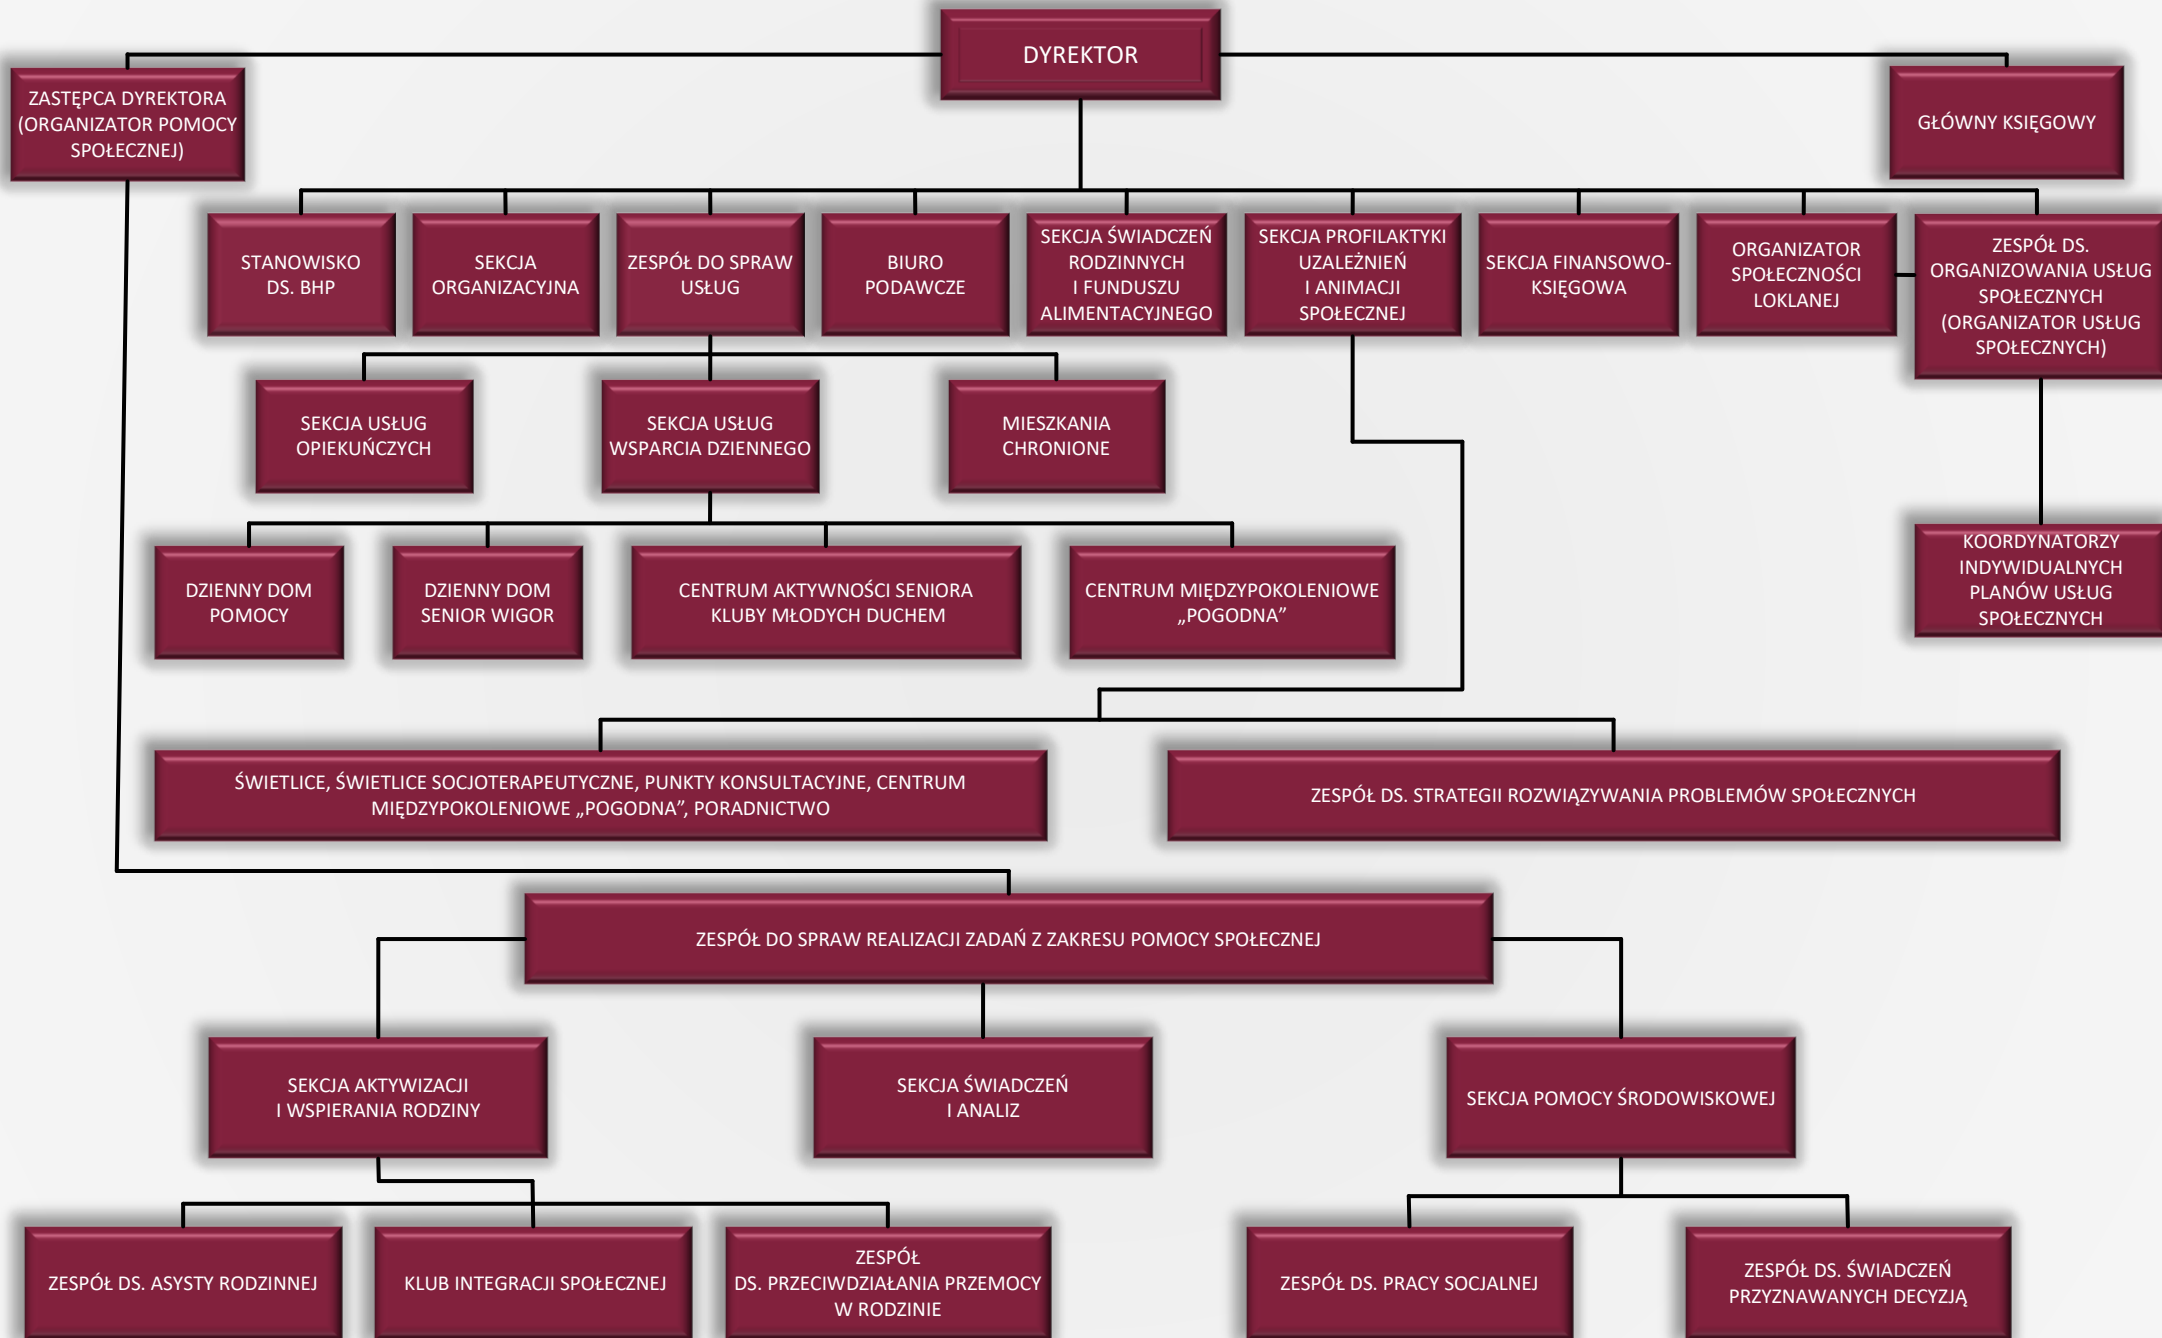 DYREKTOR
ZASTĘPCA DYREKTORA
(ORGANIZATOR POMOCY
SPOŁECZNEJ)
GŁÓWNY KSIĘGOWY
STANOWISKO
DS. BHP
SEKCJA
ORGANIZACYJNA
ZESPÓŁ DO SPRAW
USŁUG
BIURO
PODAWCZE
SEKCJA ŚWIADCZEŃ
RODZINNYCH
I FUNDUSZU
ALIMENTACYJNEGO
SEKCJA PROFILAKTYKI
UZALEŻNIEŃ
I ANIMACJI
SPOŁECZNEJ
SEKCJA FINANSOWO-
KSIĘGOWA
ORGANIZATOR
SPOŁECZNOŚCI
LOKLANEJ
ZESPÓŁ DS.
ORGANIZOWANIA USŁUG
SPOŁECZNYCH
(ORGANIZATOR USŁUG
SPOŁECZNYCH)
SEKCJA USŁUG
OPIEKUŃCZYCH
SEKCJA USŁUG
WSPARCIA DZIENNEGO
MIESZKANIA
CHRONIONE
DZIENNY DOM
POMOCY
DZIENNY DOM
SENIOR WIGOR
CENTRUM AKTYWNOŚCI SENIORA
KLUBY MŁODYCH DUCHEM
CENTRUM MIĘDZYPOKOLENIOWE
„POGODNA”
KOORDYNATORZY
INDYWIDUALNYCH
PLANÓW USŁUG
SPOŁECZNYCH
ŚWIETLICE, ŚWIETLICE SOCJOTERAPEUTYCZNE, PUNKTY KONSULTACYJNE, CENTRUM
MIĘDZYPOKOLENIOWE „POGODNA”, PORADNICTWO
ZESPÓŁ DS. STRATEGII ROZWIĄZYWANIA PROBLEMÓW SPOŁECZNYCH
ZESPÓŁ DO SPRAW REALIZACJI ZADAŃ Z ZAKRESU POMOCY SPOŁECZNEJ
SEKCJA AKTYWIZACJI
I WSPIERANIA RODZINY
SEKCJA ŚWIADCZEŃ
I ANALIZ
SEKCJA POMOCY ŚRODOWISKOWEJ
ZESPÓŁ DS. ASYSTY RODZINNEJ
KLUB INTEGRACJI SPOŁECZNEJ
ZESPÓŁ
DS. PRZECIWDZIAŁANIA PRZEMOCY
W RODZINIE
ZESPÓŁ DS. PRACY SOCJALNEJ
ZESPÓŁ DS. ŚWIADCZEŃ
PRZYZNAWANYCH DECYZJĄ